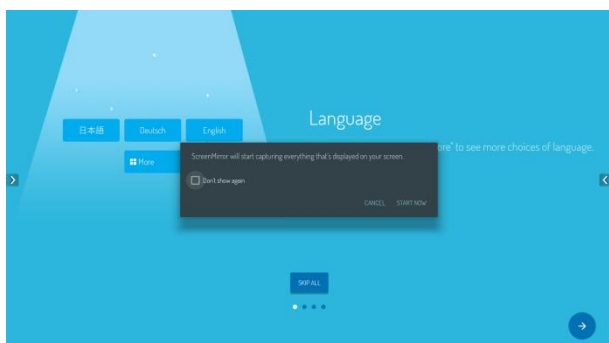 Language
日本語
Deutsch
English
ore" to see more choices of language.
More
ScreenMirror will start capturing everything that's displayed on your screen.
Don't show again
CANCEL
START NOW
SKIP ALL